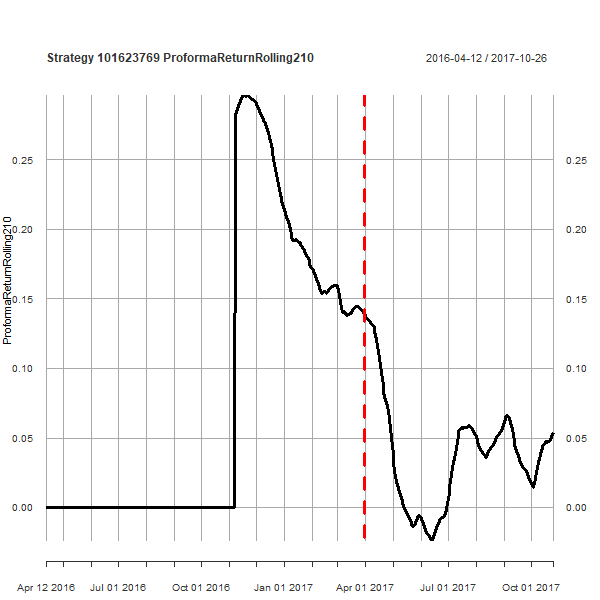 Strategy 101623769 ProformaReturnRolling210
2016-04-12 / 2017-10-26
ProformaReturnRolling210
0.25 0.25
0.20 0.20
0.15 0.15
0.10 0.10
0.05 0.05
0.00 0.00
Apr 12 2016 Jul 01 2016 Oct 01 2016 Jan 01 2017 Apr 01 2017 Jul 01 2017 Oct 01 2017